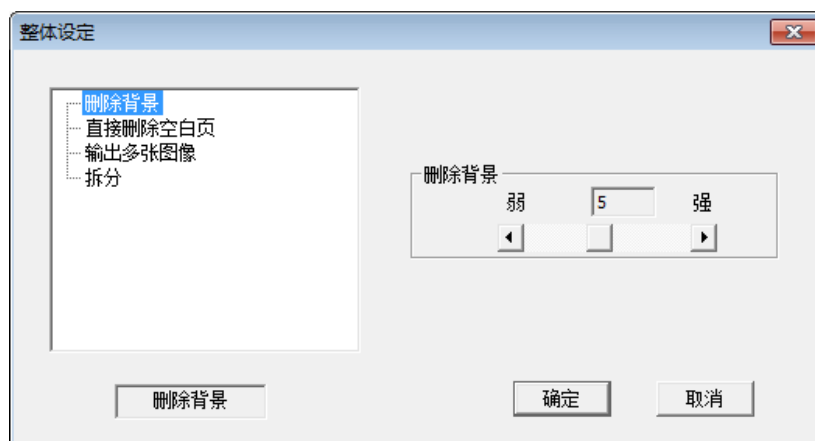 整体设定
删除背景
直接删除空白页
输出多张图像
拆分
删除背景
弱 5 强
删除背景
确定 取消